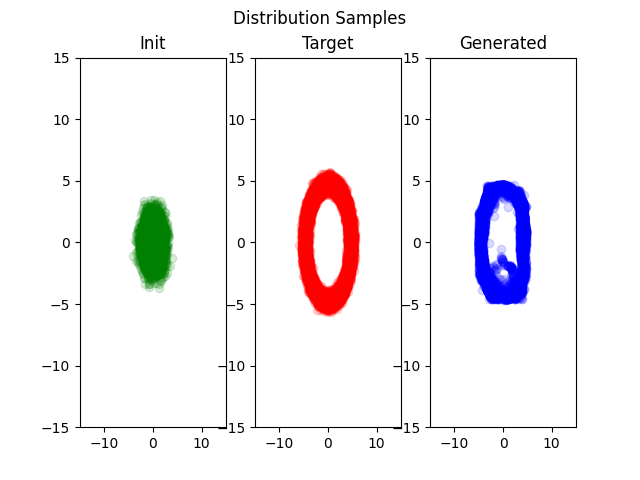 Distribution Samples
Init Target Generated
15 15 15
10 10 10
5 5 5
0 0 0
−5 −5 −5
−10 −10 −10
−15 −15 −15
−10 0 10 −10 0 10 −10 0 10